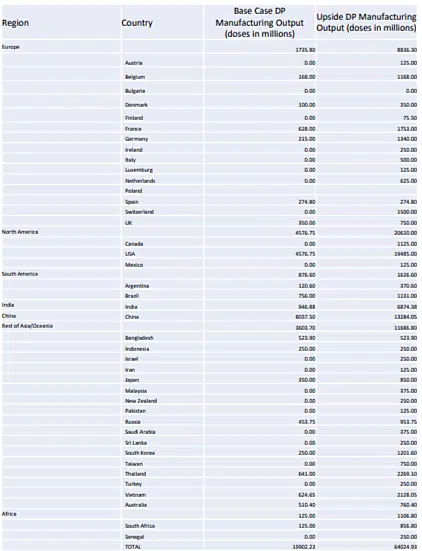 Region Country Base Case DP Manufacturing Output (doses in millions) Upside DP Manufacturing Output (doses in millions)
Europe 1735.80 8836.30
Austria 0.00 125.00
Belgium 168.00 1168.00
Bulgaria 0.00 0.00
Denmark 100.00 350.00
Finland 0.00 75.50
France 628.00 1753.00
Germany 215.00 1340.00
Ireland 0.00 250.00
Italy 0.00 500.00
Luxemburg 0.00 125.00
Netherlands 0.00 625.00
Poland
Spain 274.80 274.80
Switzerland 0.00 1500.00
UK 350.00 750.00
North America 4576.75 20610.00
Canada 0.00 1125.00
USA 4576.75 19485.00
Mexico 0.00 125.00
South America 876.60 1626.60
Argentina 120.60 370.60
Brazil 756.00 1131.00
India India 946.88 6874.38
China China 8037.50 13284.05
Rest of Asia/Oceania 3603.70 11686.80
Bangladesh 523.90 523.90
Indonesia 250.00 250.00
Israel 0.00 250.00
Iran 0.00 125.00
Japan 350.00 850.00
Malaysia 0.00 375.00
New Zealand 0.00 250.00
Pakistan 0.00 125.00
Russia 453.75 953.75
Saudi Arabia 0.00 375.00
Sri Lanka 0.00 250.00
South Korea 250.00 1201.60
Taiwan 0.00 750.00
Thailand 641.00 2269.10
Turkey 0.00 250.00
Vietnam 624.65 2128.05
Australia 510.40 760.40
Africa 125.00 1106.80
South Africa 125.00 856.80
Senegal 0.00 250.00
TOTAL 19902.23 64024.93